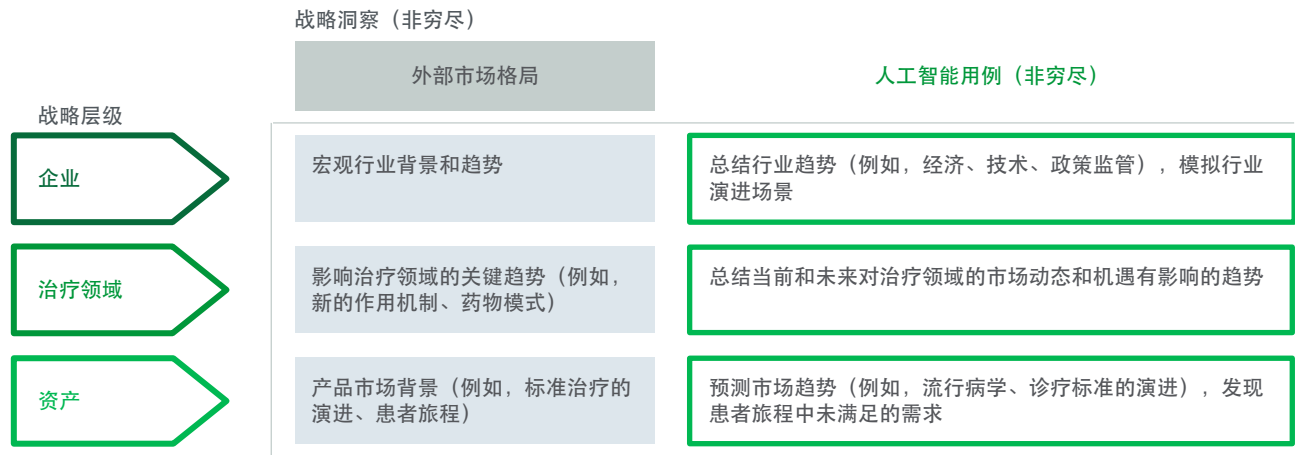 战略洞察（非穷尽）
外部市场格局
人工智能用例（非穷尽）
战略层级
企业
宏观行业背景和趋势
总结行业趋势（例如，经济、技术、政策监管），模拟行业
演进场景
治疗领域
影响治疗领域的关键趋势（例如，
新的作用机制、药物模式）
总结当前和未来对治疗领域的市场动态和机遇有影响的趋势
资产
产品市场背景（例如，标准治疗的
演进、患者旅程）
预测市场趋势（例如，流行病学、诊疗标准的演进），发现
患者旅程中未满足的需求